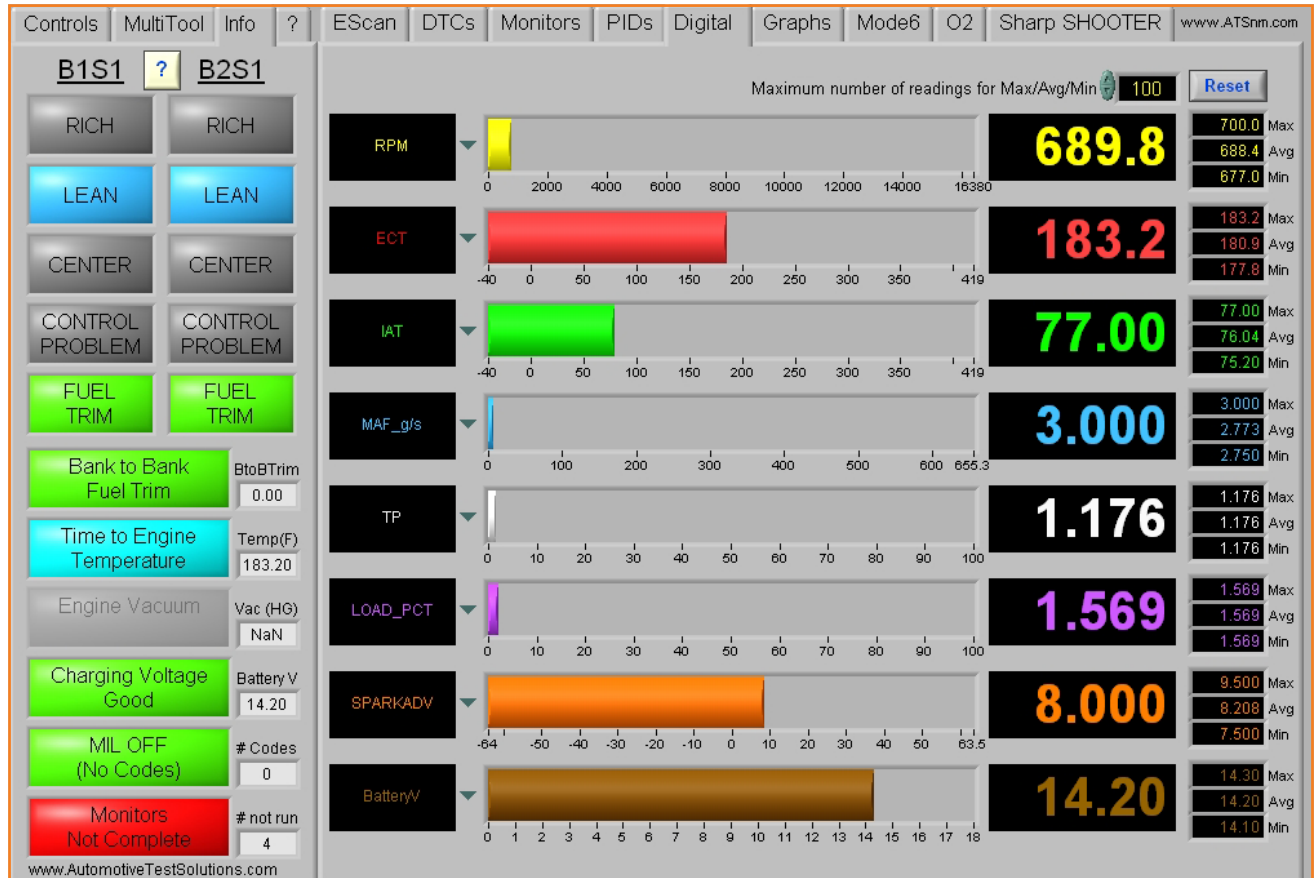 Controls MultiTool Info ? EScan DTCs Monitors PIDs Digital Graphs Mode6 O2 Sharp SHOOTER www.ATSnm.com
B1S1 ? B2S1
RICH RICH
LEAN LEAN
CENTER CENTER
CONTROL PROBLEM CONTROL PROBLEM
FUEL TRIM FUEL TRIM
Bank to Bank Fuel Trim BtoBTrim 0.00
Time to Engine Temperature Temp(F) 183.20
Engine Vacuum Vac (HG) NaN
Charging Voltage Good Battery V 14.20
MIL OFF (No Codes) # Codes 0
Monitors Not Complete # not run 4
www.AutomotiveTestSolutions.com
Maximum number of readings for Max/Avg/Min 100 Reset
RPM 689.8
700.0 Max
688.4 Avg
677.0 Min
0 2000 4000 6000 8000 10000 12000 14000 16380
ECT 183.2
183.2 Max
180.9 Avg
177.8 Min
-40 0 50 100 150 200 250 300 350 419
IAT 77.00
77.00 Max
76.04 Avg
75.20 Min
-40 0 50 100 150 200 250 300 350 419
MAF_g/s 3.000
3.000 Max
2.773 Avg
2.750 Min
0 100 200 300 400 500 600 655.3
TP 1.176
1.176 Max
1.176 Avg
1.176 Min
0 10 20 30 40 50 60 70 80 90 100
LOAD_PCT 1.569
1.569 Max
1.569 Avg
1.569 Min
0 10 20 30 40 50 60 70 80 90 100
SPARKADV 8.000
9.500 Max
8.208 Avg
7.500 Min
-64 -50 -40 -30 -20 -10 0 10 20 30 40 50 63.5
BatteryV 14.20
14.30 Max
14.20 Avg
14.10 Min
0 1 2 3 4 5 6 7 8 9 10 11 12 13 14 15 16 17 18